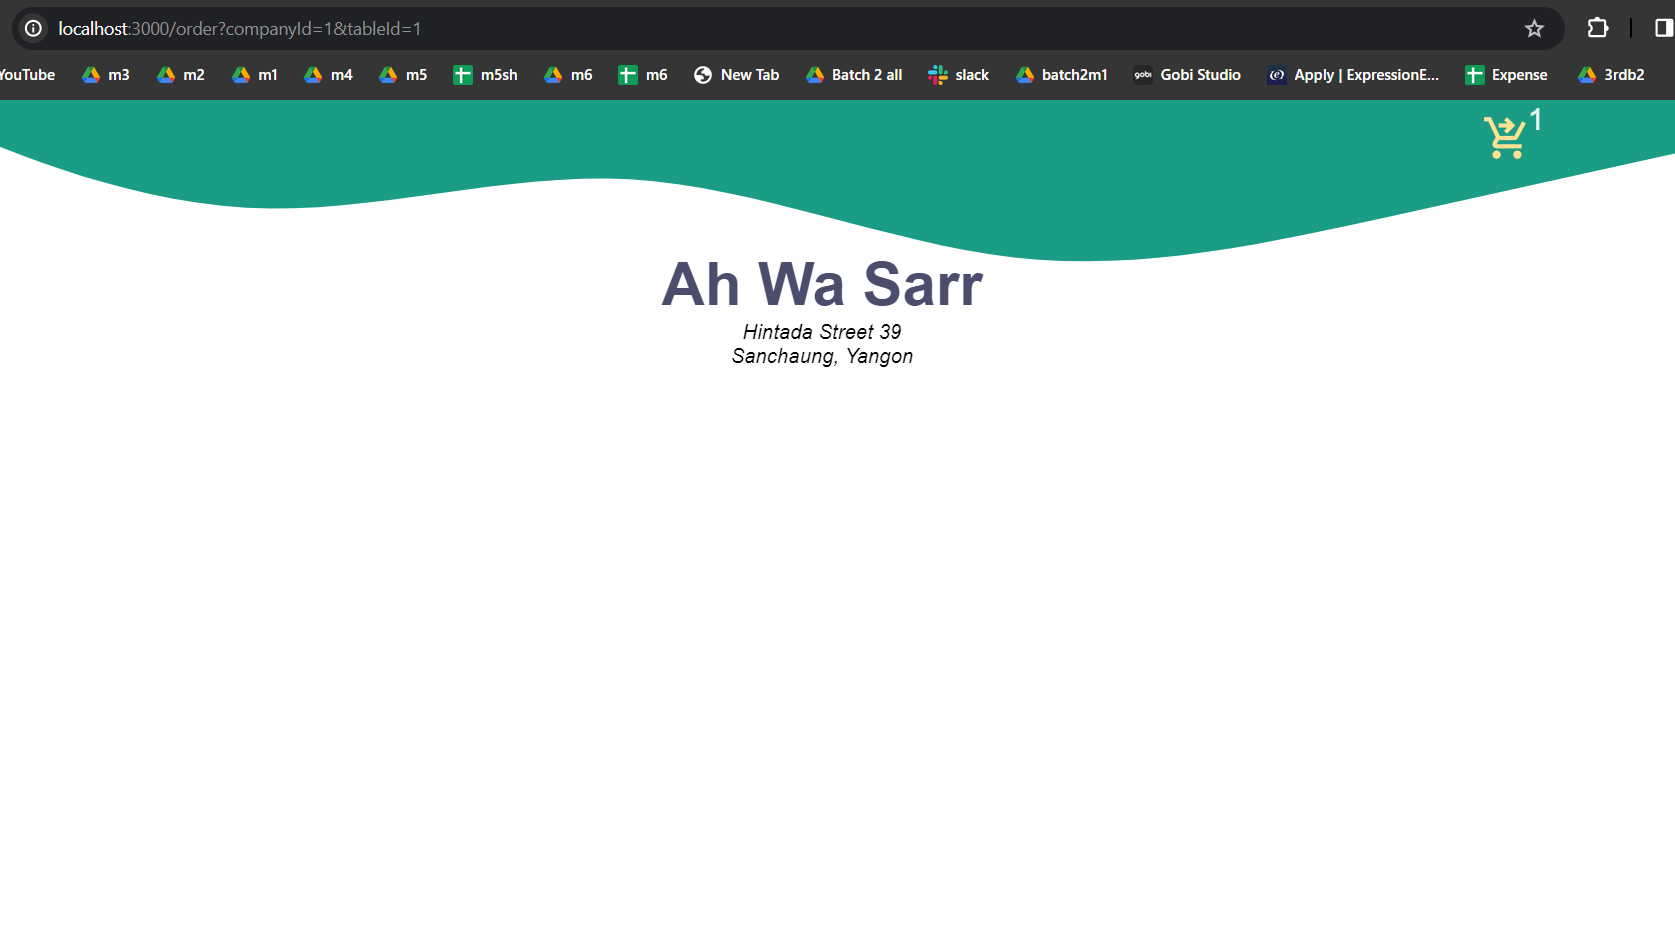 localhost:3000/order?companyId=1&tableId=1
YouTube m3 m2 m1 m4 m5 m5sh m6 m6 New Tab Batch 2 all slack batch2m1 gobi Gobi Studio Apply | ExpressionE... Expense 3rdb2
1
Ah Wa Sarr
Hintada Street 39
Sanchaung, Yangon